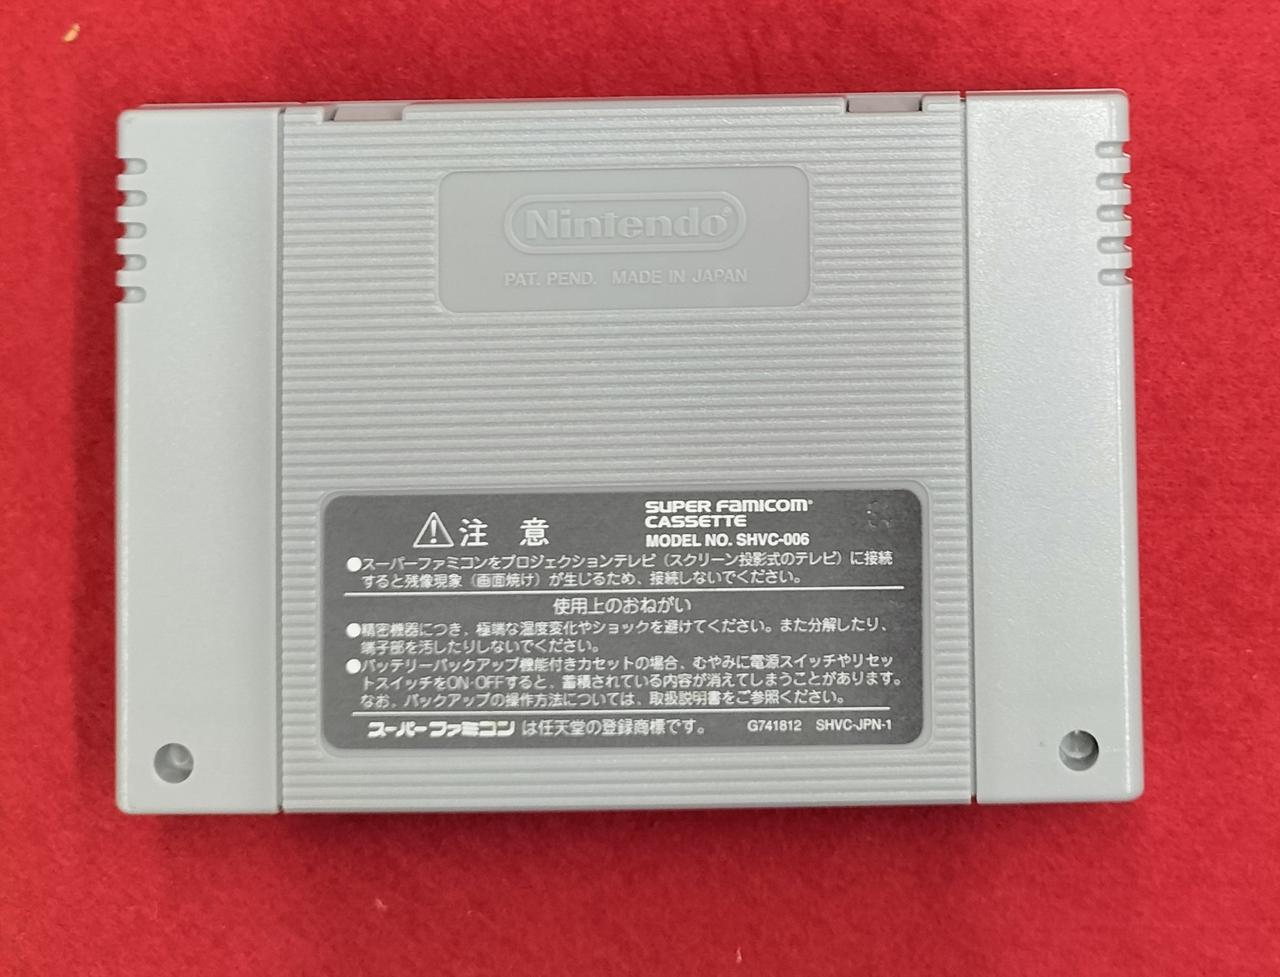 Nintendo®
PAT. PEND. MADE IN JAPAN
注 意
SUPER FAMICOM®
CASSETTE
MODEL NO. SHVC-006
●スーパーファミコンをプロジェクションテレビ（スクリーン投影式のテレビ）に接続
すると残像現象（画面焼け）が生じるため、接続しないでください。
使用上のおねがい
●精密機器につき、極端な温度変化やショックを避けてください。また分解したり、
端子部を汚したりしないでください。
●バッテリーバックアップ機能付きカセットの場合、むやみに電源スイッチやリセッ
トスイッチをON・OFFすると、蓄積されている内容が消えてしまうことがあります。
なお、バックアップの操作方法については、取扱説明書をご参照ください。
スーパーファミコン は任天堂の登録商標です。 G741812 SHVC-JPN-1